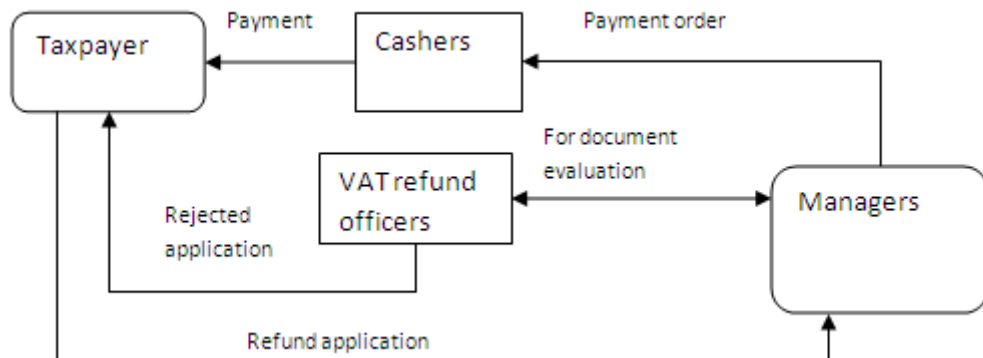 Payment
Payment order
Taxpayer
Cashers
For document
evaluation
VAT refund
officers
Managers
Rejected
application
Refund application